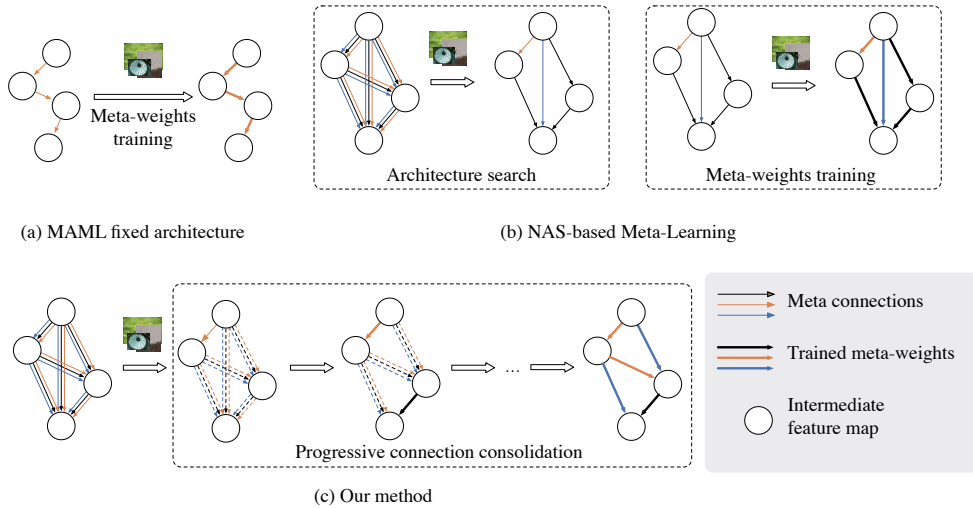 Meta-weights
training
Architecture search
Meta-weights training
(a) MAML fixed architecture
(b) NAS-based Meta-Learning
Meta connections
Trained meta-weights
Intermediate
feature map
...
Progressive connection consolidation
(c) Our method